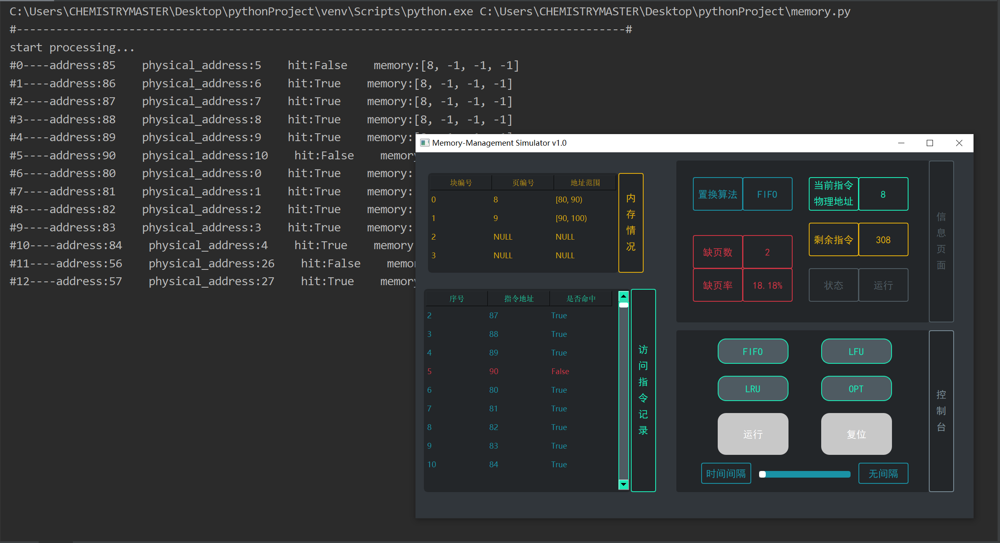 C:\Users\CHEMISTRYMASTER\Desktop\pythonProject\venv\Scripts\python.exe C:\Users\CHEMISTRYMASTER\Desktop\pythonProject\memory.py
#--------------------------------------------------------------------------------------------#
start processing...
#0----address:85    physical_address:5    hit:False    memory:[8, -1, -1, -1]
#1----address:86    physical_address:6    hit:True    memory:[8, -1, -1, -1]
#2----address:87    physical_address:7    hit:True    memory:[8, -1, -1, -1]
#3----address:88    physical_address:8    hit:True    memory:[8, -1, -1, -1]
#4----address:89    physical_address:9    hit:True    memory:
#5----address:90    physical_address:10    hit:False    memory
#6----address:80    physical_address:0    hit:True    memory:
#7----address:81    physical_address:1    hit:True    memory:
#8----address:82    physical_address:2    hit:True    memory:
#9----address:83    physical_address:3    hit:True    memory:
#10----address:84    physical_address:4    hit:True    memory
#11----address:56    physical_address:26    hit:False    memo
#12----address:57    physical_address:27    hit:True    memory
Memory-Management Simulator v1.0
块编号 页编号 地址范围
0 8 [80, 90)
1 9 [90, 100)
2 NULL NULL
3 NULL NULL
内存情况
序号 指令地址 是否命中
2 87 True
3 88 True
4 89 True
5 90 False
6 80 True
7 81 True
8 82 True
9 83 True
10 84 True
访问指令记录
置换算法 FIFO
当前指令
物理地址 8
剩余指令 308
缺页数 2
缺页率 18.18%
状态 运行
信息页面
FIFO LFU
LRU OPT
运行 复位
时间间隔 无间隔
控制台